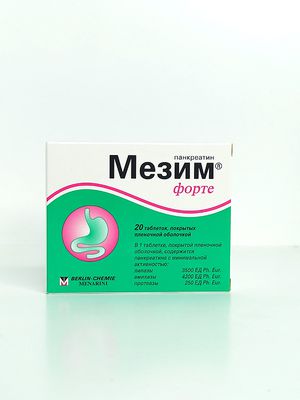 панкреатин
Мезим®
форте
20 таблеток, покрытых
пленочной оболочкой
В 1 таблетке, покрытой пленочной
оболочкой, содержится
панкреатина с минимальной
активностью:
липазы 3500 ЕД Ph. Eur.
амилазы 4200 ЕД Ph. Eur.
протеазы 250 ЕД Ph. Eur.
BERLIN-CHEMIE
MENARINI